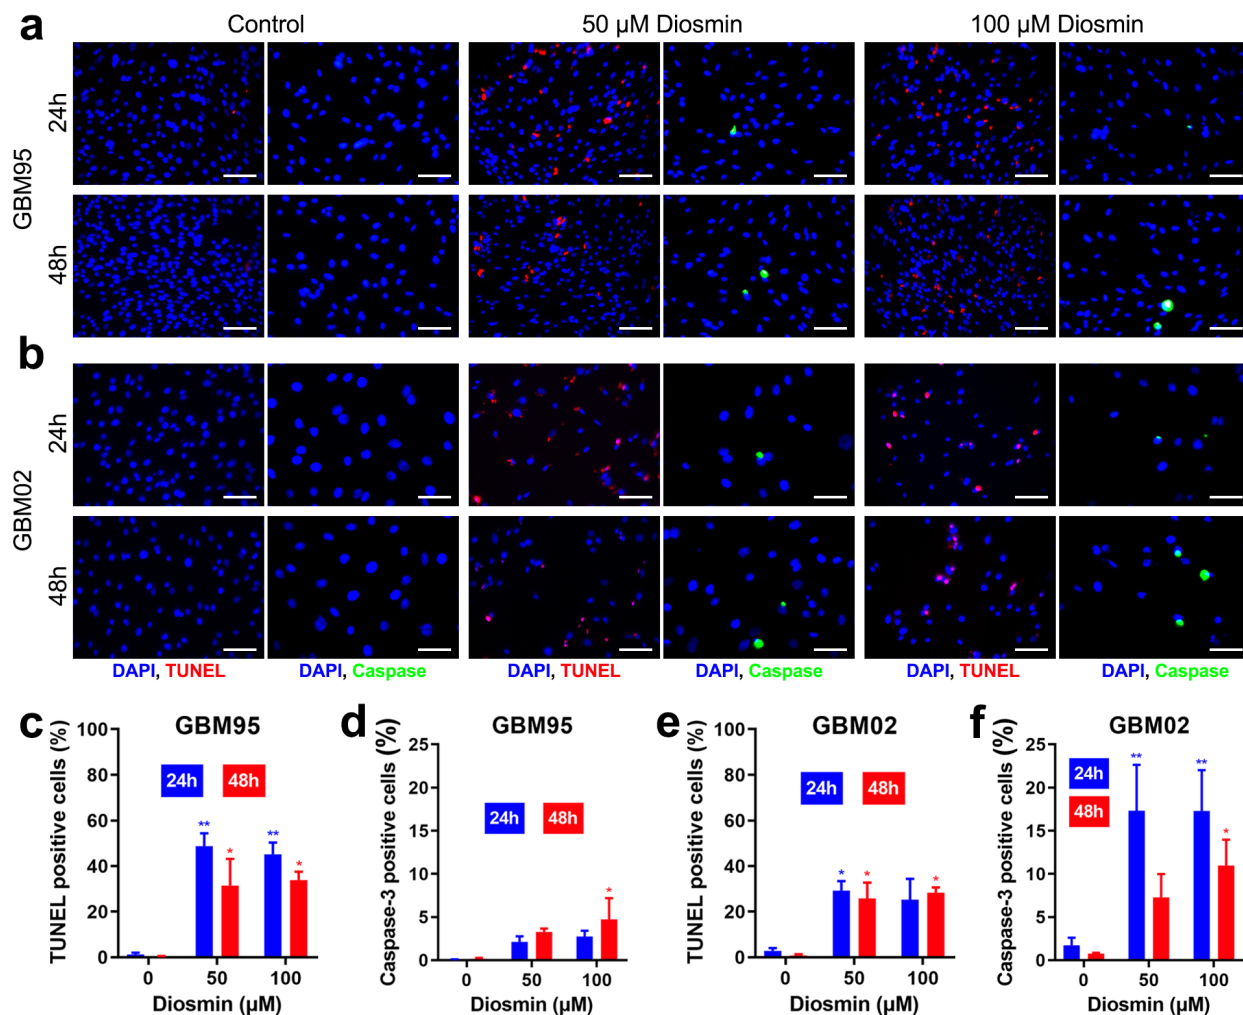 a
Control
50 µM Diosmin
100 µM Diosmin
GBM95
24h
48h
b
GBM02
24h
48h
DAPI, TUNEL
DAPI, Caspase
DAPI, TUNEL
DAPI, Caspase
DAPI, TUNEL
DAPI, Caspase
c
GBM95
TUNEL positive cells (%)
100
80
60
40
20
0
24h
48h
**
*
**
*
0
50
100
Diosmin (µM)
d
GBM95
Caspase-3 positive cells (%)
25
20
15
10
5
0
24h
48h
*
0
50
100
Diosmin (µM)
e
GBM02
TUNEL positive cells (%)
100
80
60
40
20
0
24h
48h
*
*
*
0
50
100
Diosmin (µM)
f
GBM02
Caspase-3 positive cells (%)
25
20
15
10
5
0
24h
48h
**
**
*
0
50
100
Diosmin (µM)